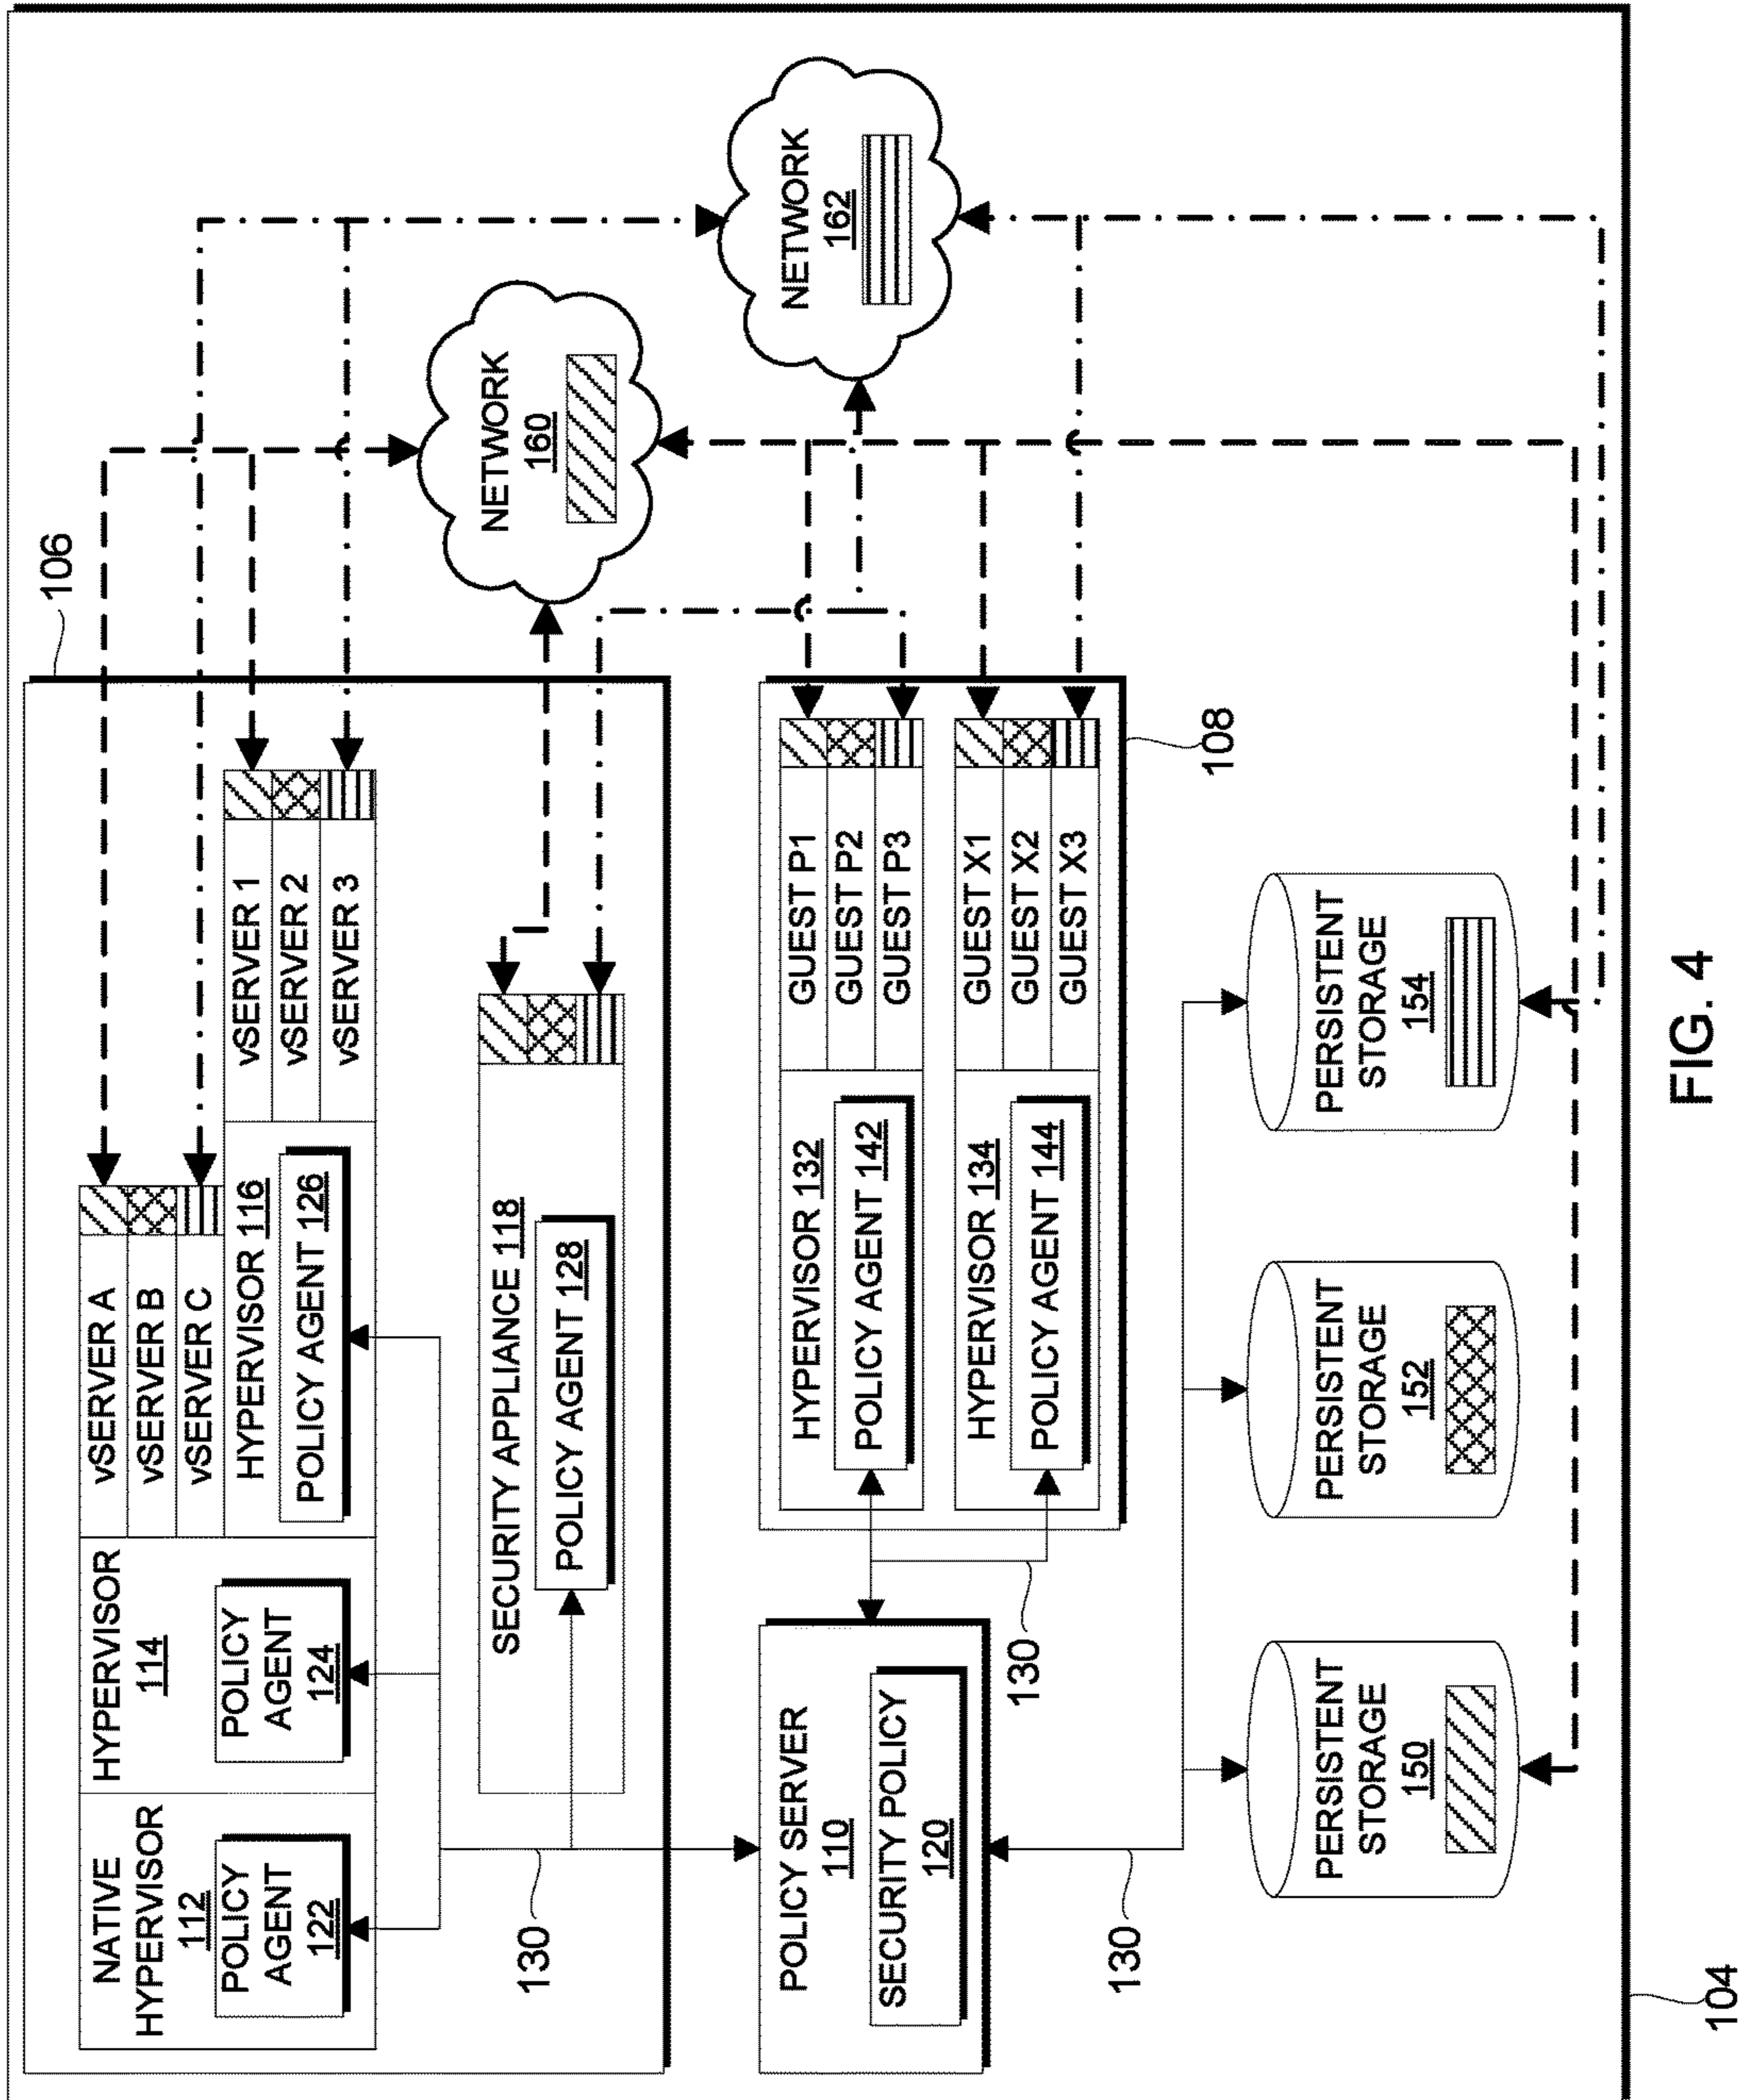 106
NATIVE
HYPERVISOR
112
POLICY
AGENT
122
HYPERVISOR
114
POLICY
AGENT
124
vSERVER A
vSERVER B
vSERVER C
HYPERVISOR 116
POLICY AGENT 126
vSERVER 1
vSERVER 2
vSERVER 3
SECURITY APPLIANCE 118
POLICY AGENT 128
130
NETWORK
160
NETWORK
162
POLICY SERVER
110
SECURITY POLICY
120
130
HYPERVISOR 132
POLICY AGENT 142
GUEST P1
GUEST P2
GUEST P3
HYPERVISOR 134
POLICY AGENT 144
GUEST X1
GUEST X2
GUEST X3
108
130
PERSISTENT
STORAGE
150
PERSISTENT
STORAGE
152
PERSISTENT
STORAGE
154
104
FIG. 4